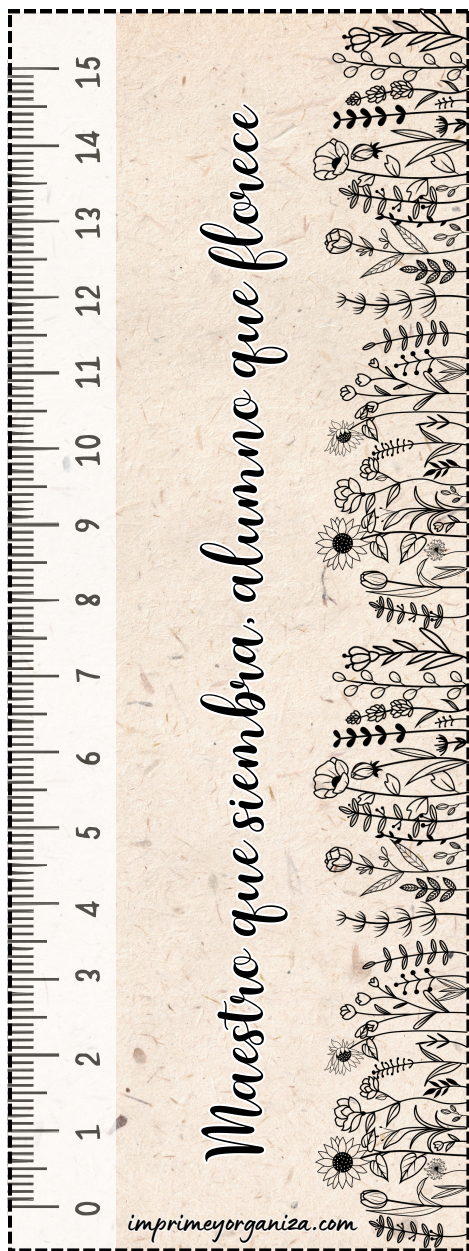 Maestro que siembra, alumno que florece
0 1 2 3 4 5 6 7 8 9 10 11 12 13 14 15
imprimeyorganiza.com